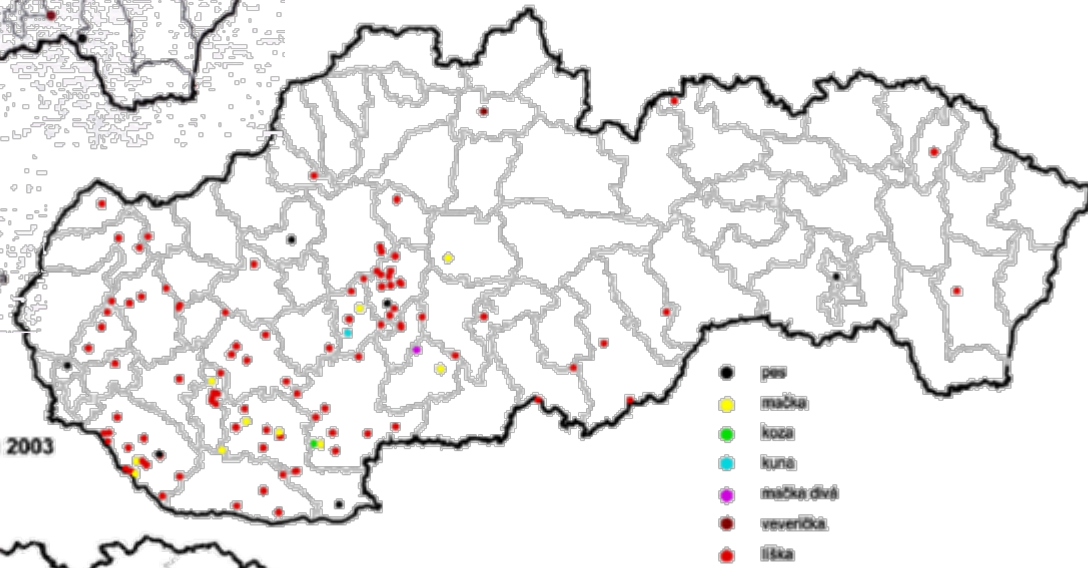 2003
pes
mačka
koza
kuna
mačka divá
veverička
líška